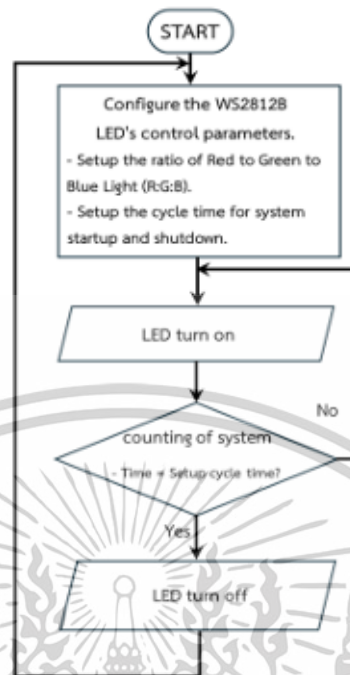 START
Configure the WS2812B
LED's control parameters.
- Setup the ratio of Red to Green to
Blue Light (R:G:B).
- Setup the cycle time for system
startup and shutdown.
LED turn on
No
counting of system
- Time = Setup cycle time?
Yes
LED turn off